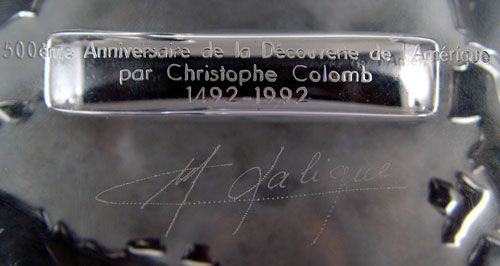 500ème Anniversaire de la Découverte de l'Amérique
par Christophe Colomb
1492-1992
M Lalique